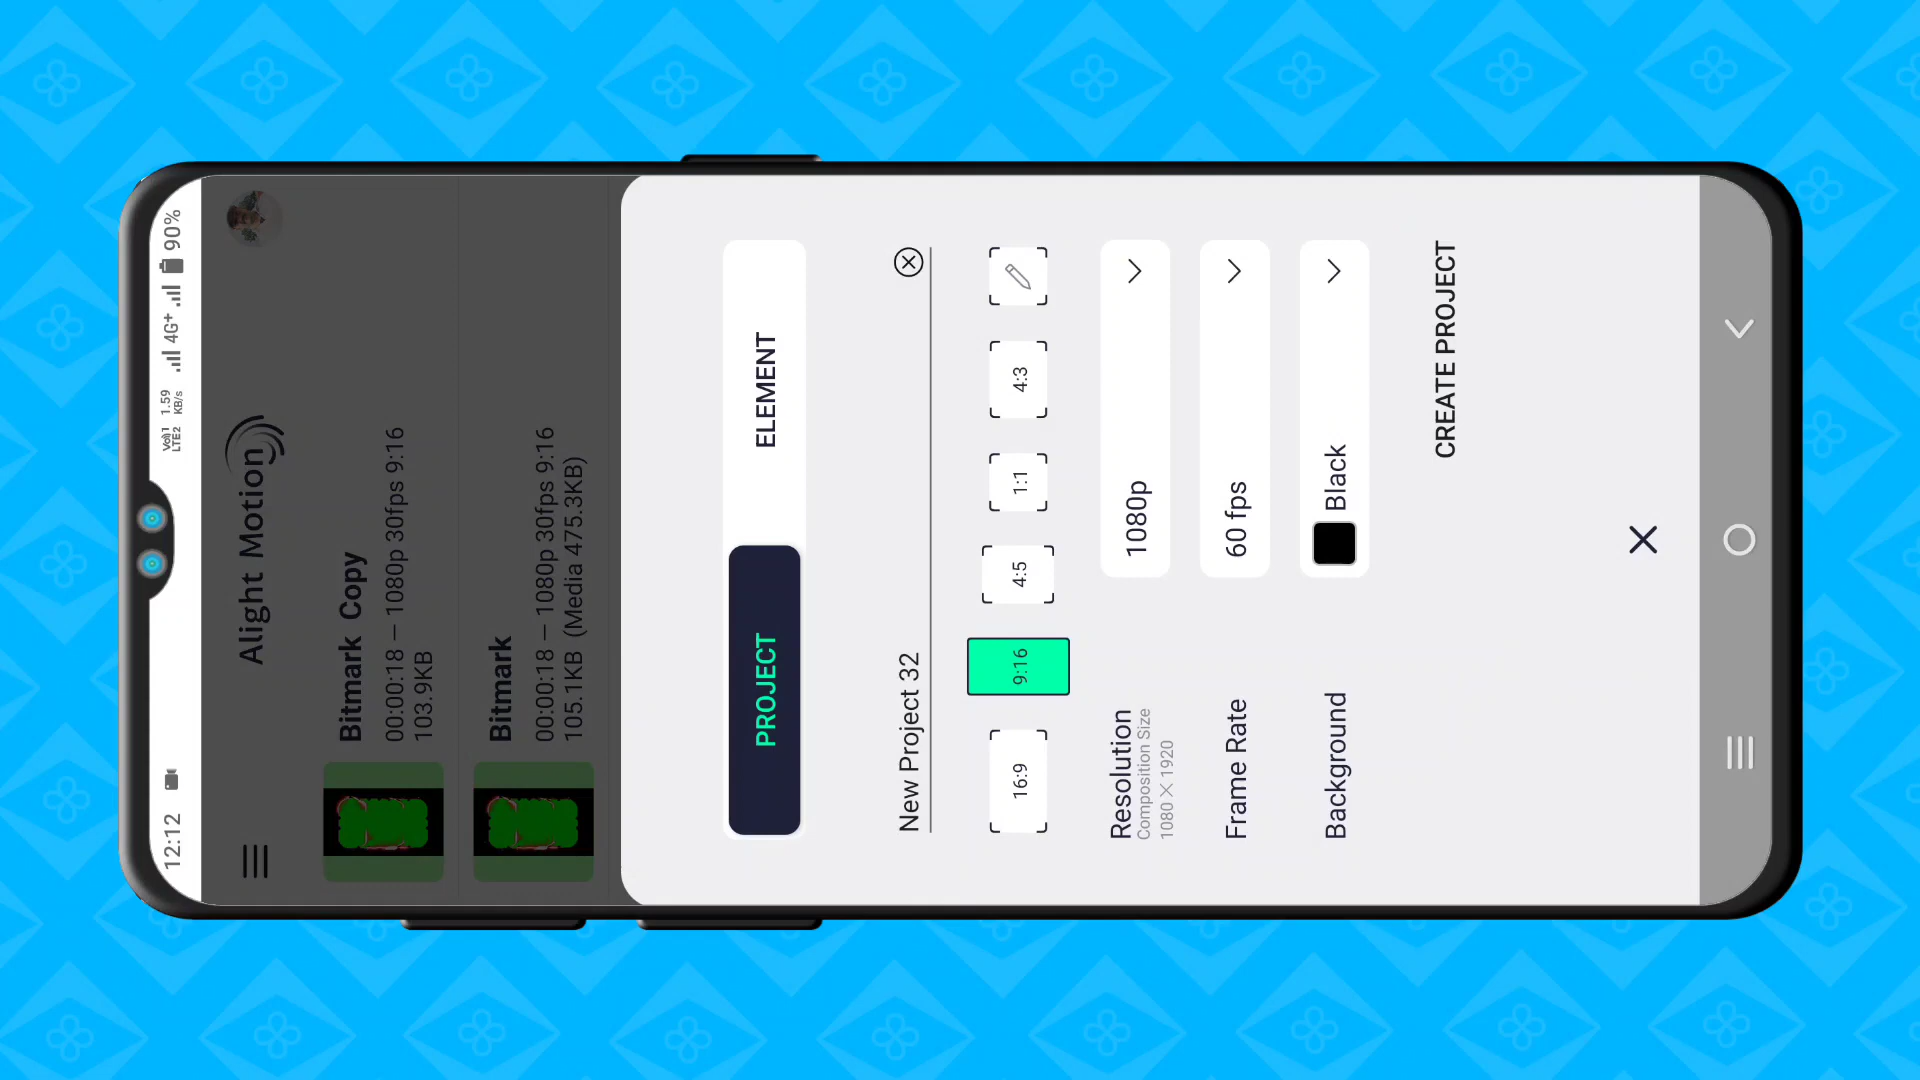 12:12
VoLTE 1
LTE2
1.59
KB/s
4G+
90%
Alight Motion
Bitmark Copy
00:00:18 — 1080p 30fps 9:16
103.9KB
Bitmark
00:00:18 — 1080p 30fps 9:16
105.1KB (Media 475.3KB)
PROJECT
ELEMENT
New Project 32
16:9
9:16
4:5
1:1
4:3
Resolution
Composition Size
1080 × 1920
1080p
Frame Rate
60 fps
Background
Black
CREATE PROJECT